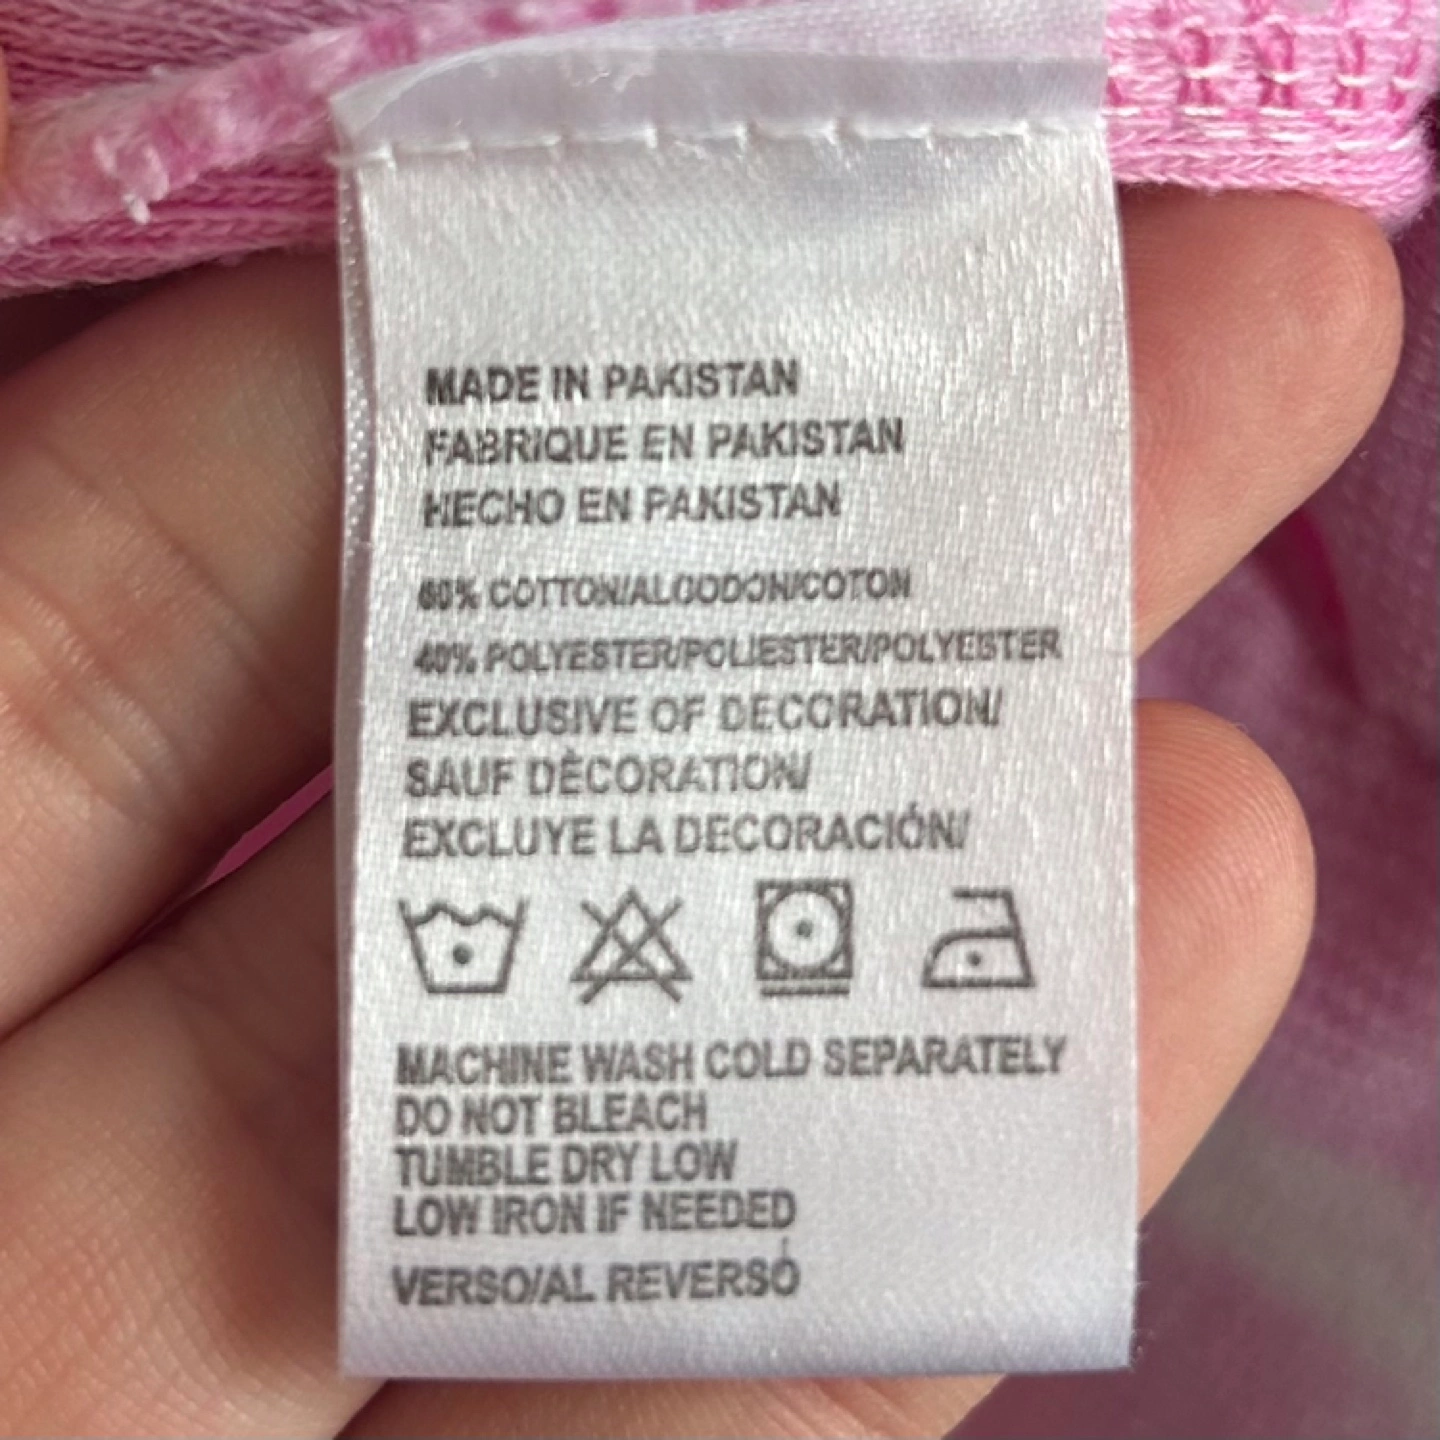 MADE IN PAKISTAN
FABRIQUE EN PAKISTAN
HECHO EN PAKISTAN
60% COTTON/ALGODON/COTON
40% POLYESTER/POLIESTER/POLYESTER
EXCLUSIVE OF DECORATION/
SAUF DÉCORATION/
EXCLUYE LA DECORACIÓN/
MACHINE WASH COLD SEPARATELY
DO NOT BLEACH
TUMBLE DRY LOW
LOW IRON IF NEEDED
VERSO/AL REVERSÓ